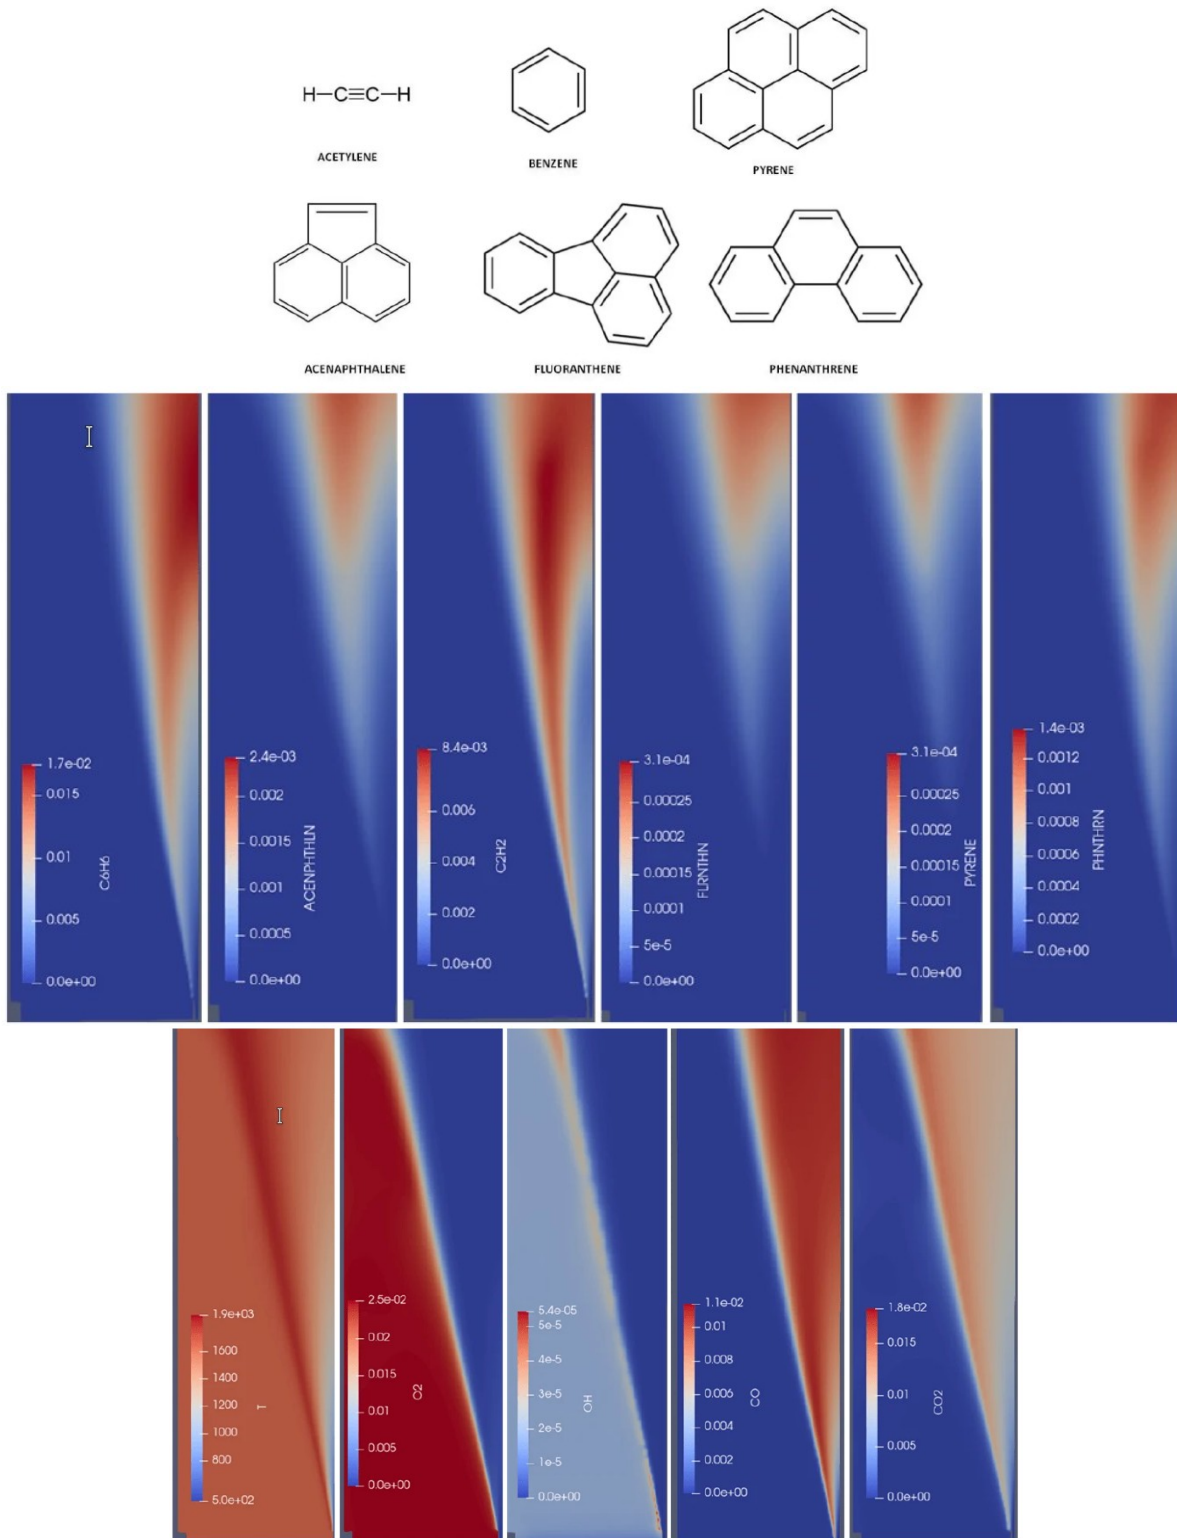 H–C≡C–H
ACETYLENE
BENZENE
PYRENE
ACENAPHTHALENE
FLUORANTHENE
PHENANTHRENE
1.7e-02
0.015
0.01
0.005
0.0e+00
C6H6
2.4e-03
0.002
0.0015
0.001
0.0005
0.0e+00
ACENPHTHLN
8.4e-03
0.006
0.004
0.002
0.0e+00
C2H2
3.1e-04
0.00025
0.0002
0.00015
0.0001
5e-5
0.0e+00
FLRNTHN
3.1e-04
0.00025
0.0002
0.00015
0.0001
5e-5
0.0e+00
PYRENE
1.4e-03
0.0012
0.001
0.0008
0.0006
0.0004
0.0002
0.0e+00
PHNTHRN
1.9e+03
1600
1400
1200
1000
800
5.0e+02
T
2.5e-02
0.02
0.015
0.01
0.005
0.0e+00
5.4e-05
5e-5
4e-5
3e-5
2e-5
1e-5
0.0e+00
OH
1.1e-02
0.01
0.008
0.006
0.004
0.002
0.0e+00
CO
1.8e-02
0.015
0.01
0.005
0.0e+00
CO2